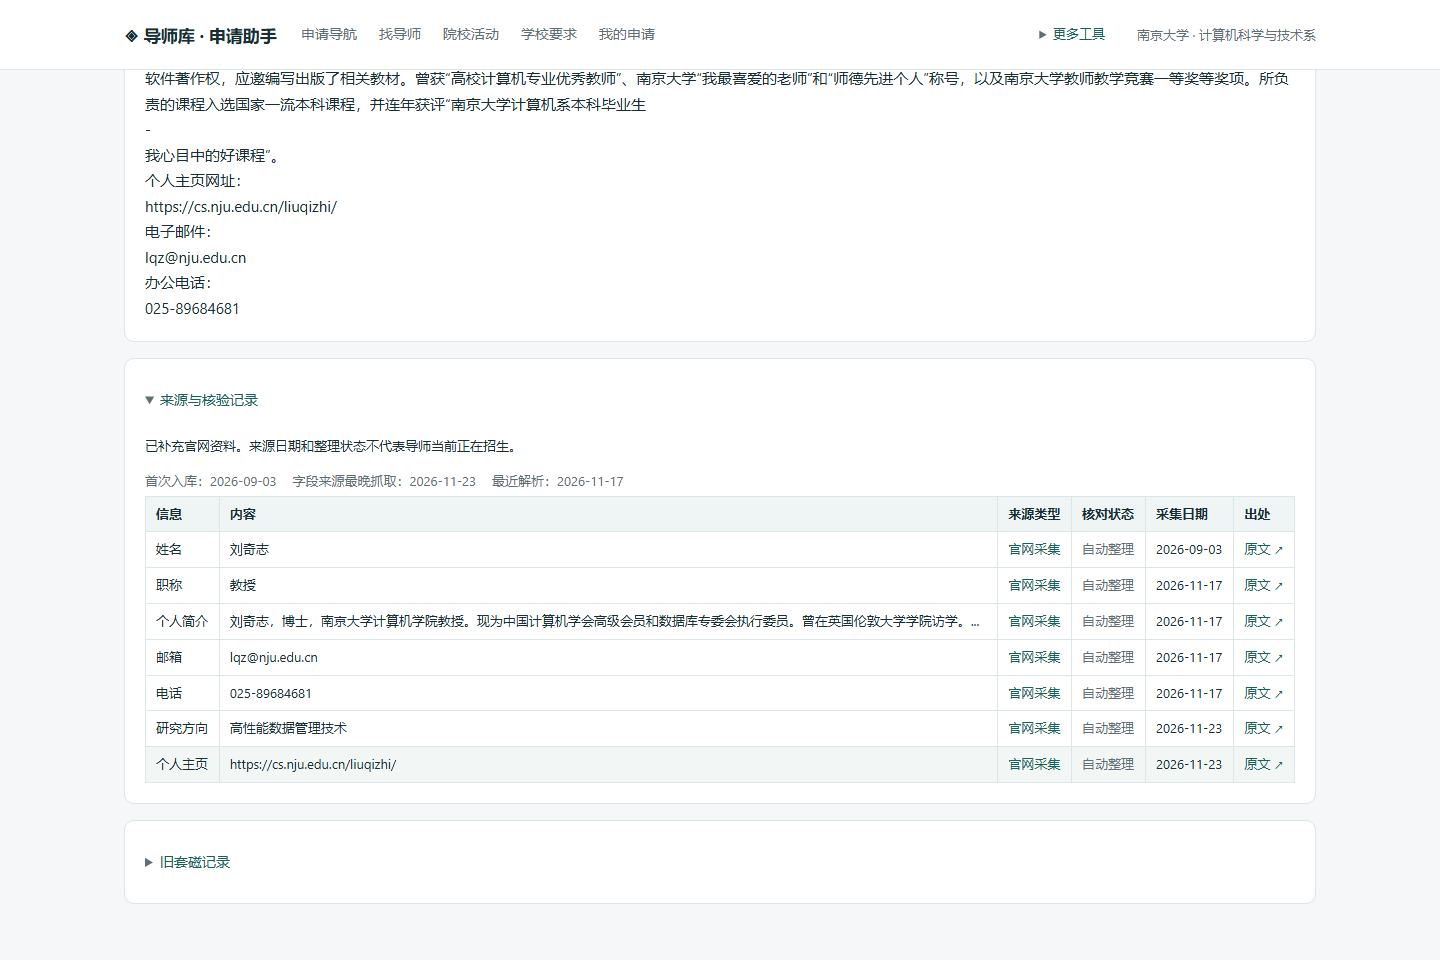 ◈ 导师库 · 申请助手 申请导航 找导师 院校活动 学校要求 我的申请 ▶ 更多工具 南京大学 · 计算机科学与技术系
软件著作权，应邀编写出版了相关教材。曾获“高校计算机专业优秀教师”、南京大学“我最喜爱的老师”和“师德先进个人”称号，以及南京大学教师教学竞赛一等奖等奖项。所负
责的课程入选国家一流本科课程，并连年获评“南京大学计算机系本科毕业生
-
我心目中的好课程”。
个人主页网址：
https://cs.nju.edu.cn/liuqizhi/
电子邮件：
lqz@nju.edu.cn
办公电话：
025-89684681
▼ 来源与核验记录
已补充官网资料。来源日期和整理状态不代表导师当前正在招生。
首次入库：2026-09-03 字段来源最晚抓取：2026-11-23 最近解析：2026-11-17
信息 内容 来源类型 核对状态 采集日期 出处
姓名 刘奇志 官网采集 自动整理 2026-09-03 原文 ↗
职称 教授 官网采集 自动整理 2026-11-17 原文 ↗
个人简介 刘奇志，博士，南京大学计算机学院教授。现为中国计算机学会高级会员和数据库专委会执行委员。曾在英国伦敦大学学院访学。... 官网采集 自动整理 2026-11-17 原文 ↗
邮箱 lqz@nju.edu.cn 官网采集 自动整理 2026-11-17 原文 ↗
电话 025-89684681 官网采集 自动整理 2026-11-17 原文 ↗
研究方向 高性能数据管理技术 官网采集 自动整理 2026-11-23 原文 ↗
个人主页 https://cs.nju.edu.cn/liuqizhi/ 官网采集 自动整理 2026-11-23 原文 ↗
▶ 旧套磁记录